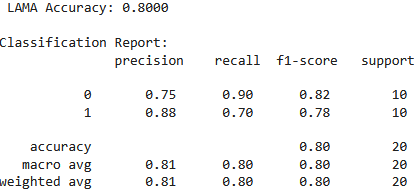 LAMA Accuracy: 0.8000
Classification Report:
precision recall f1-score support
0 0.75 0.90 0.82 10
1 0.88 0.70 0.78 10
accuracy 0.80 20
macro avg 0.81 0.80 0.80 20
weighted avg 0.81 0.80 0.80 20